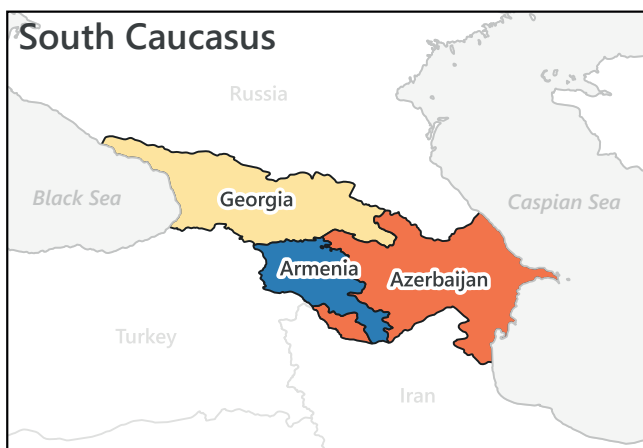 South Caucasus
Russia
Black Sea
Georgia
Caspian Sea
Armenia
Azerbaijan
Turkey
Iran